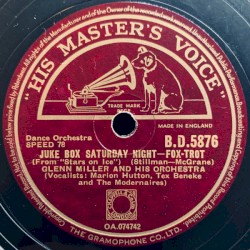 "HIS MASTER'S VOICE"
TRADE MARK
MADE IN ENGLAND
Dance Orchestra
SPEED 78
B.D.5876
JUKE BOX SATURDAY NIGHT—FOX-TROT
(From "Stars on Ice") (Stillman—McGrane)
GLENN MILLER AND HIS ORCHESTRA
(Vocalists: Marion Hutton, Tex Beneke
and The Modernaires)
OA.074742
THE GRAMOPHONE CO. LTD.